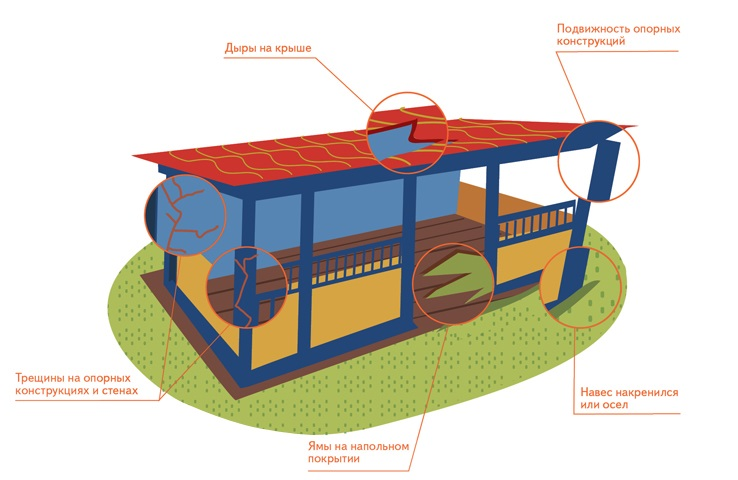 Подвижность опорных
конструкций
Дыры на крыше
Трещины на опорных
конструкциях и стенах
Навес накренился
или осел
Ямы на напольном
покрытии